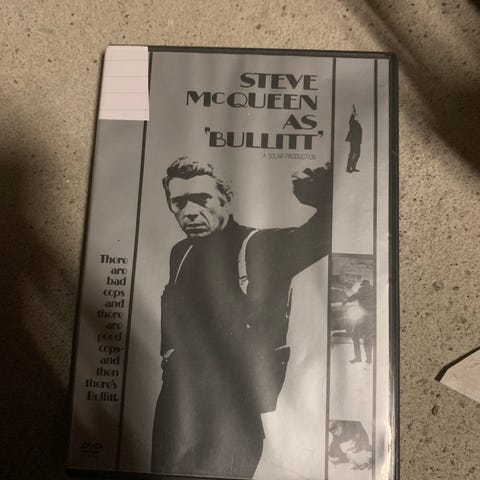 STEVE
McQUEEN
AS
'BULLITT'
A SOLAR PRODUCTION
There
are
bad
cops
and
there
are
good
cops-
and
then
there's
Bullitt.
DVD